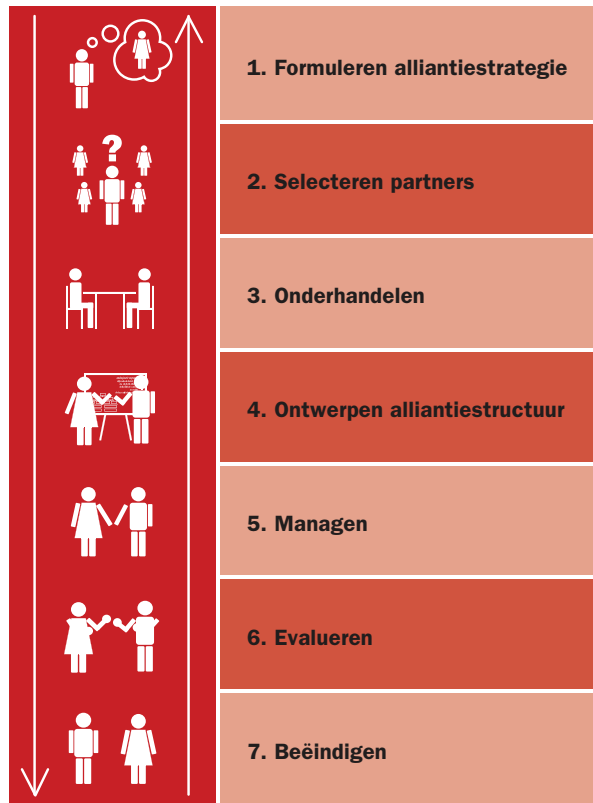 1. Formuleren alliantiestrategie
?
2. Selecteren partners
3. Onderhandelen
4. Ontwerpen alliantiestructuur
5. Managen
6. Evalueren
7. Beëindigen